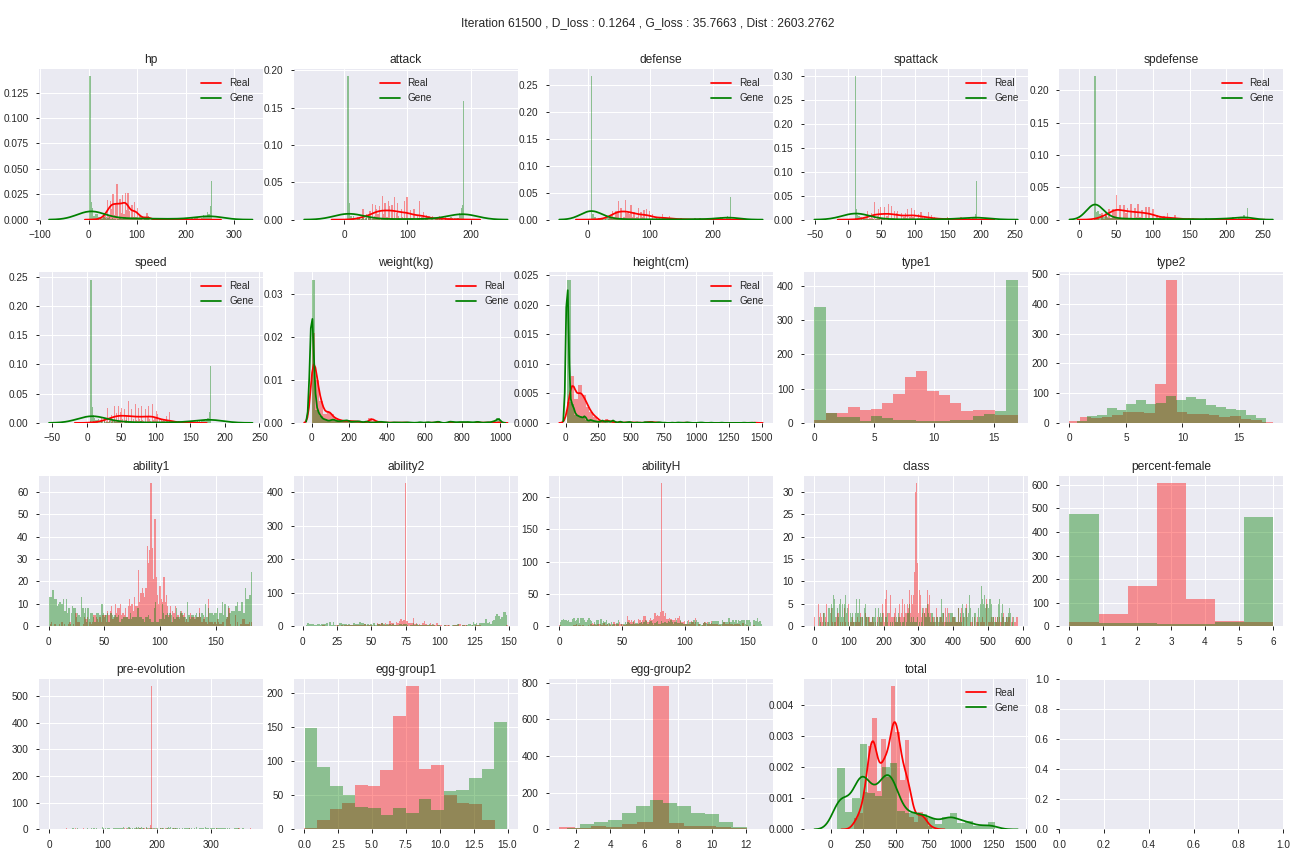 Iteration 61500 , D_loss : 0.1264 , G_loss : 35.7663 , Dist : 2603.2762
hp
attack
defense
spattack
spdefense
Real
Gene
Real
Gene
Real
Gene
Real
Gene
Real
Gene
0.125
0.100
0.075
0.050
0.025
0.000
−100 0 100 200 300
0.20
0.15
0.10
0.05
0.00
0 100 200
0.25
0.20
0.15
0.10
0.05
0.00
0 100 200
0.30
0.25
0.20
0.15
0.10
0.05
0.00
−50 0 50 100 150 200 250
0.20
0.15
0.10
0.05
0.00
0 50 100 150 200 250
speed
weight(kg)
height(cm)
type1
type2
Real
Gene
Real
Gene
Real
Gene
0.25
0.20
0.15
0.10
0.05
0.00
−50 0 50 100 150 200 250
0.03
0.02
0.01
0.00
0 200 400 600 800 1000
0.025
0.020
0.015
0.010
0.005
0.000
0 250 500 750 1000 1250 1500
400
300
200
100
0
0 5 10 15
500
400
300
200
100
0
0 5 10 15
ability1
ability2
abilityH
class
percent-female
60
50
40
30
20
10
0
0 50 100 150
400
300
200
100
0
0 25 50 75 100 125 150
200
150
100
50
0
0 50 100 150
30
25
20
15
10
5
0
0 100 200 300 400 500 600
600
500
400
300
200
100
0
0 1 2 3 4 5 6
pre-evolution
egg-group1
egg-group2
total
Real
Gene
500
400
300
200
100
0
0 100 200 300
200
150
100
50
0
0.0 2.5 5.0 7.5 10.0 12.5 15.0
800
600
400
200
0
2 4 6 8 10 12
0.004
0.003
0.002
0.001
0.000
0 250 500 750 1000 1250 1500
1.0
0.8
0.6
0.4
0.2
0.0
0.0 0.2 0.4 0.6 0.8 1.0